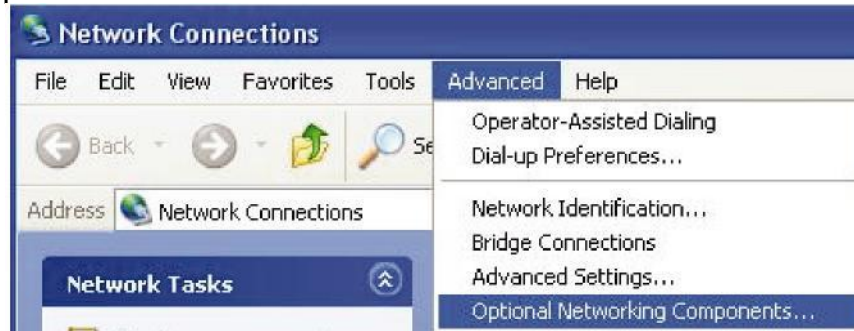 Network Connections
File Edit View Favorites Tools Advanced Help
Back
Operator-Assisted Dialing
Dial-up Preferences...
Address Network Connections
Network Identification...
Bridge Connections
Network Tasks
Advanced Settings...
Optional Networking Components...